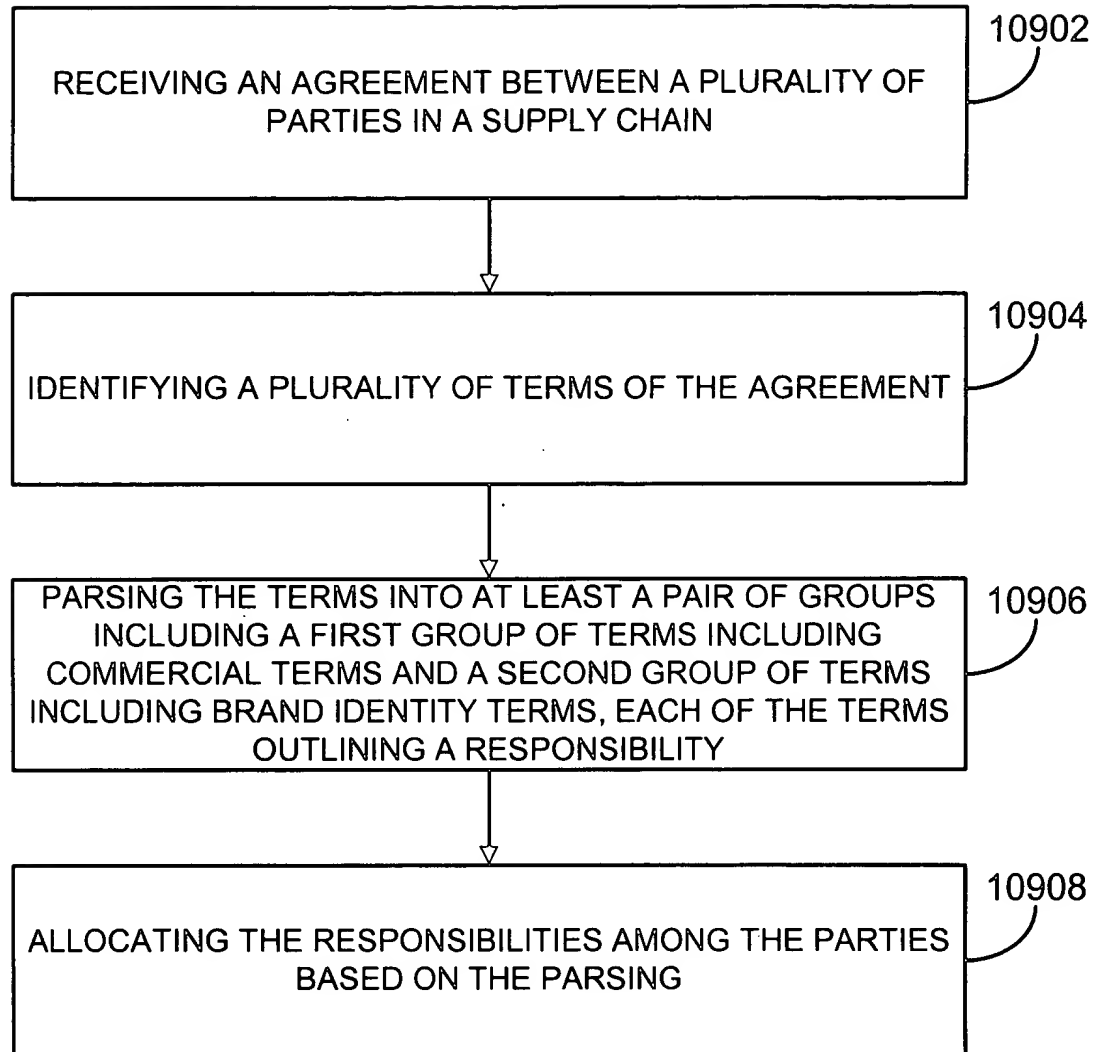 10902
RECEIVING AN AGREEMENT BETWEEN A PLURALITY OF
PARTIES IN A SUPPLY CHAIN
10904
IDENTIFYING A PLURALITY OF TERMS OF THE AGREEMENT
10906
PARSING THE TERMS INTO AT LEAST A PAIR OF GROUPS
INCLUDING A FIRST GROUP OF TERMS INCLUDING
COMMERCIAL TERMS AND A SECOND GROUP OF TERMS
INCLUDING BRAND IDENTITY TERMS, EACH OF THE TERMS
OUTLINING A RESPONSIBILITY
10908
ALLOCATING THE RESPONSIBILITIES AMONG THE PARTIES
BASED ON THE PARSING